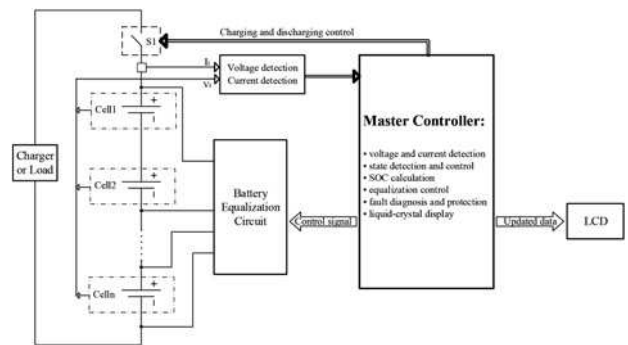 S1
Charging and discharging control
Voltage detection
Current detection
Cell1
Cell2
Celln
Charger
or Load
Battery
Equalization
Circuit
Control signal
Master Controller:
• voltage and current detection
• state detection and control
• SOC calculation
• equalization control
• fault diagnosis and protection
• liquid-crystal display
Updated data
LCD